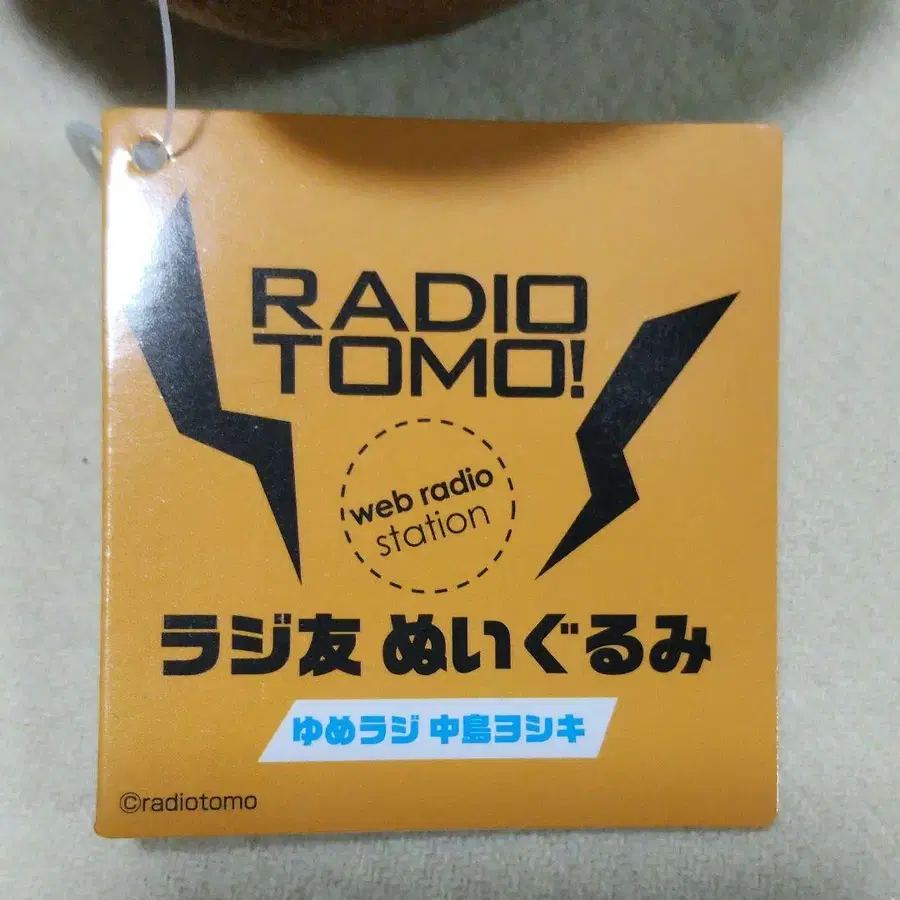 RADIO
TOMO!
web radio
station
ラジ友 ぬいぐるみ
ゆめラジ 中島ヨシキ
©radiotomo